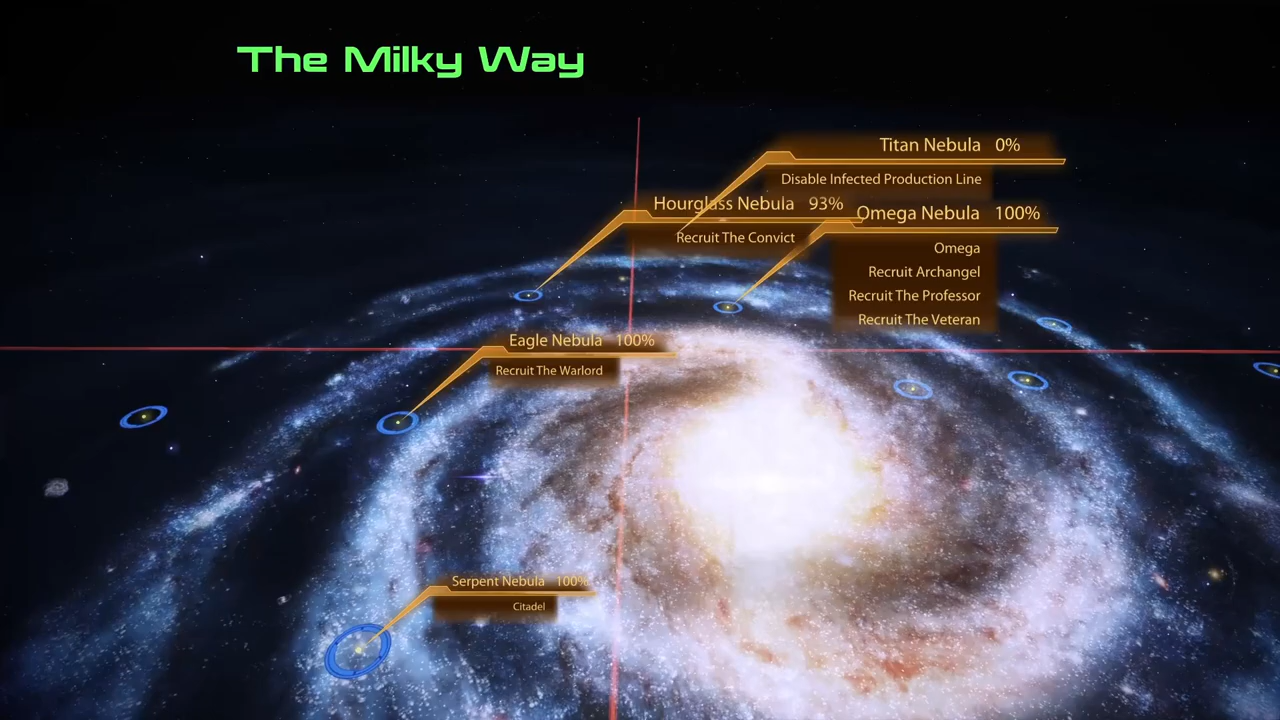 The Milky Way
Titan Nebula 0%
Disable Infected Production Line
Hourglass Nebula 93%
Recruit The Convict
Omega Nebula 100%
Omega
Recruit Archangel
Recruit The Professor
Recruit The Veteran
Eagle Nebula 100%
Recruit The Warlord
Serpent Nebula 100%
Citadel